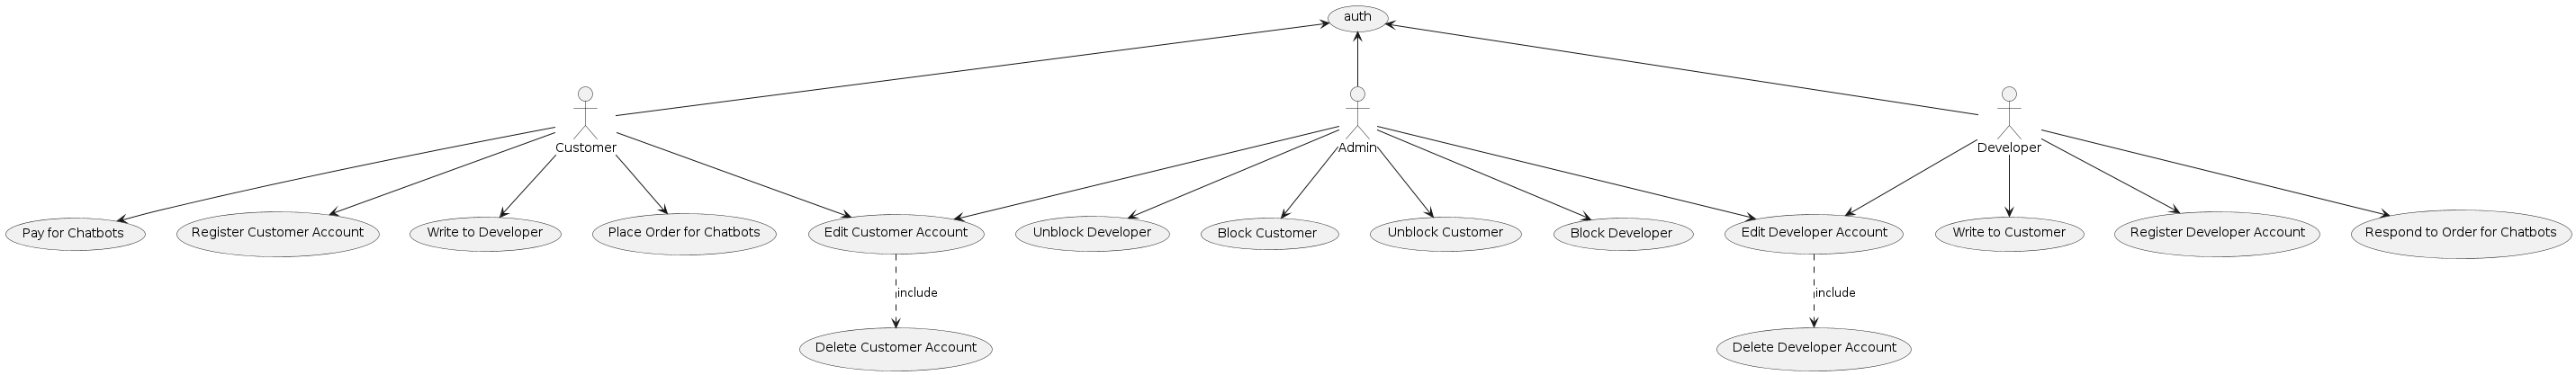 auth
Customer
Admin
Developer
Pay for Chatbots
Register Customer Account
Write to Developer
Place Order for Chatbots
Edit Customer Account
Unblock Developer
Block Customer
Unblock Customer
Block Developer
Edit Developer Account
Write to Customer
Register Developer Account
Respond to Order for Chatbots
include
include
Delete Customer Account
Delete Developer Account